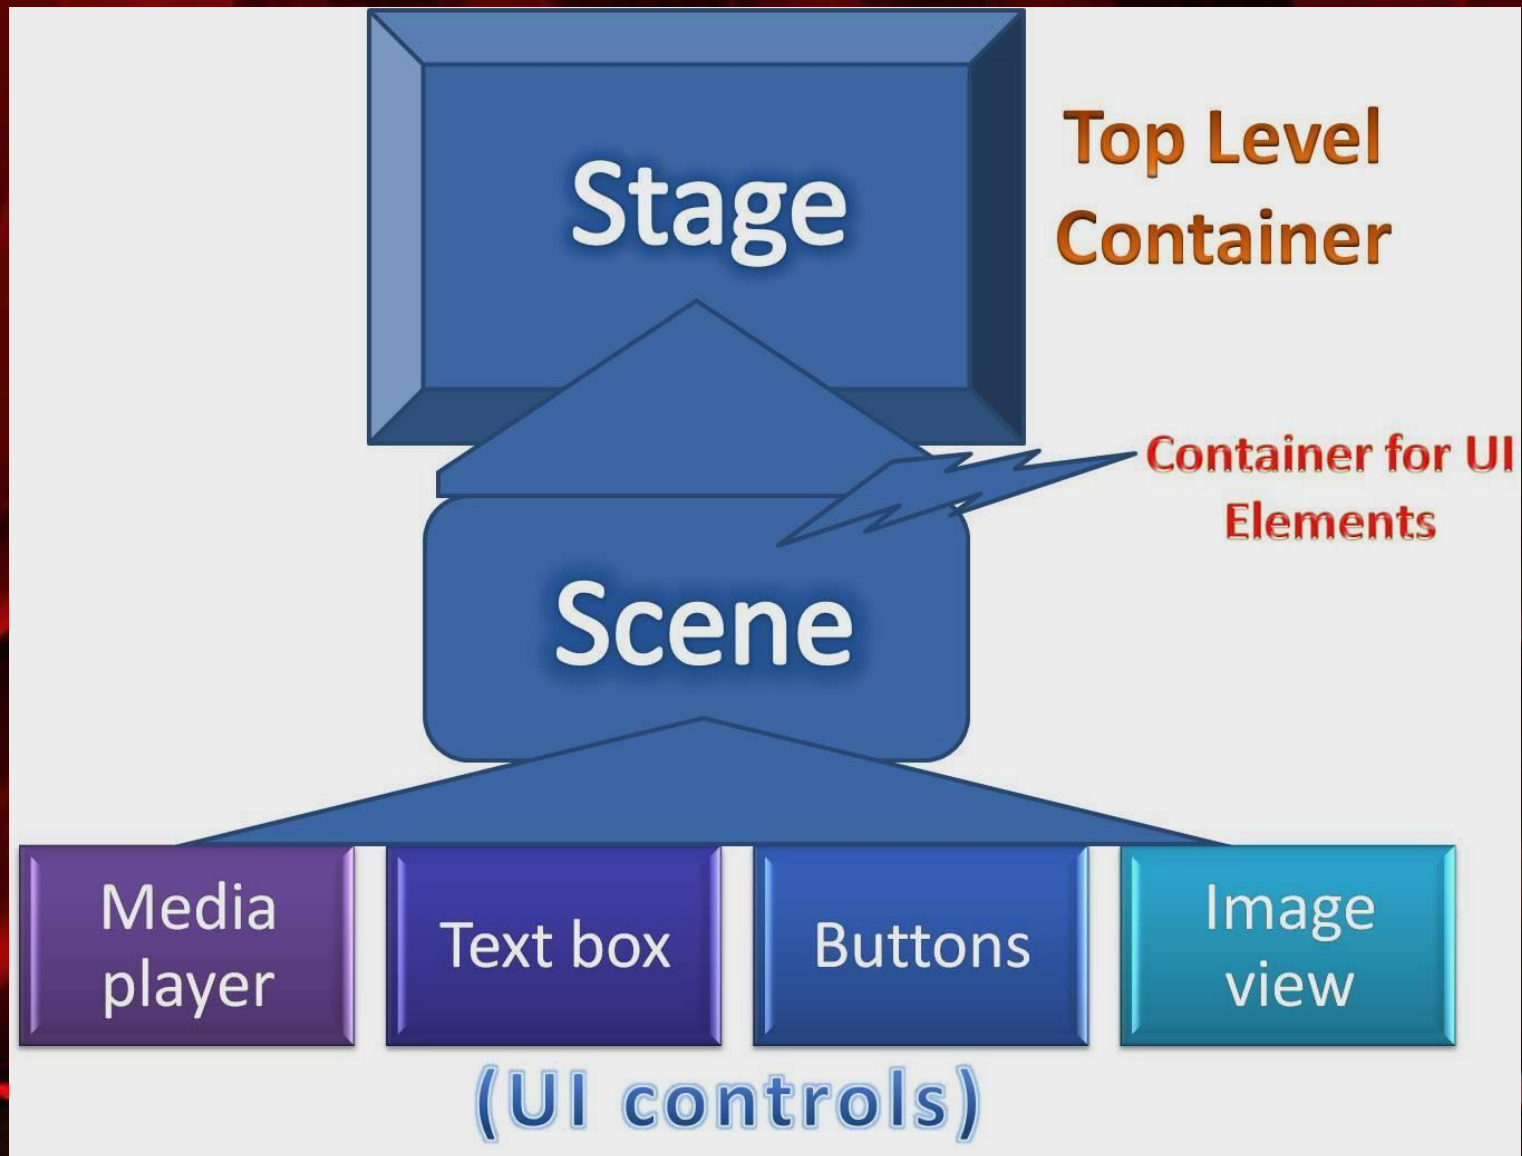 Stage
Top Level
Container
Container for UI
Elements
Scene
Media
player
Text box
Buttons
Image
view
(UI controls)